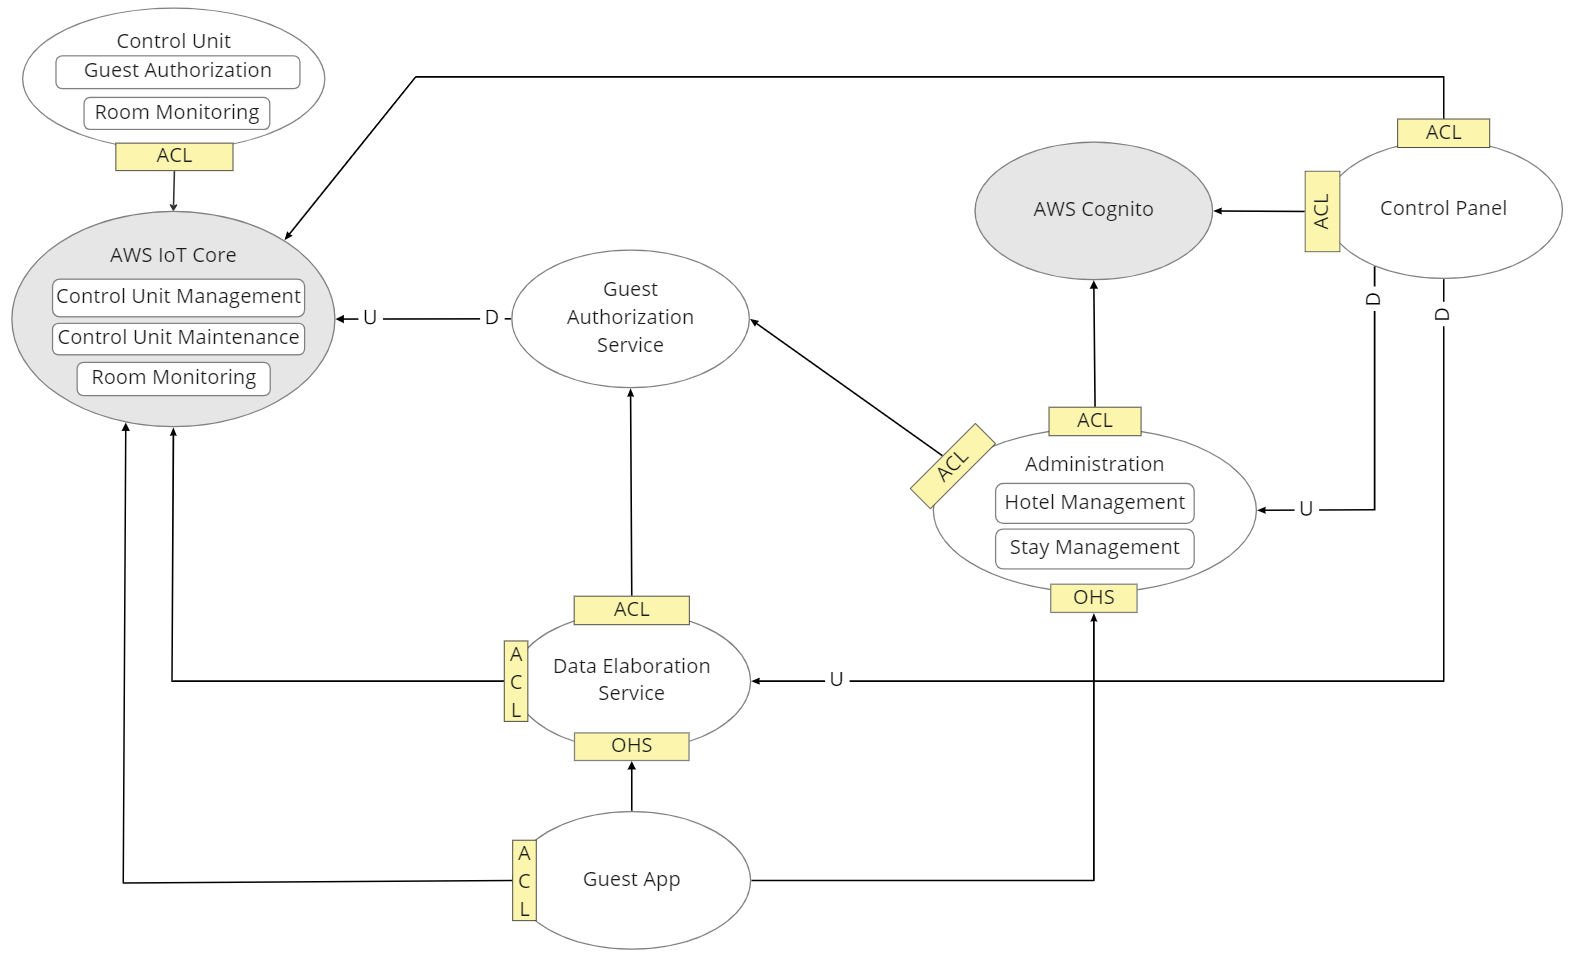 Control Unit
Guest Authorization
Room Monitoring
ACL
ACL
AWS Cognito
ACL
Control Panel
AWS IoT Core
Control Unit Management
Control Unit Maintenance
Room Monitoring
U
D
Guest
Authorization
Service
D
D
ACL
ACL
Administration
Hotel Management
Stay Management
U
OHS
ACL
A
C
L
Data Elaboration
Service
U
OHS
A
C
L
Guest App